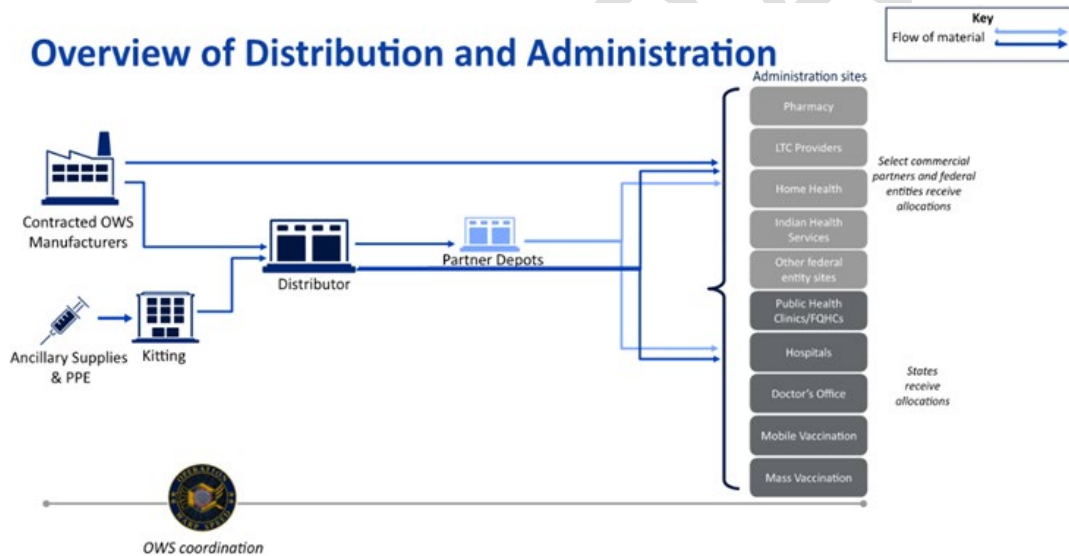 Key
Flow of material
Overview of Distribution and Administration
Administration sites
Pharmacy
LTC Providers
Home Health
Indian Health
Services
Other federal
entity sites
Public Health
Clinics/FQHCs
Hospitals
Doctor's Office
Mobile Vaccination
Mass Vaccination
Select commercial
partners and federal
entities receive
allocations
States
receive
allocations
Contracted OWS
Manufacturers
Distributor
Partner Depots
Ancillary Supplies
& PPE
Kitting
OPERATION
WARP SPEED
OWS coordination